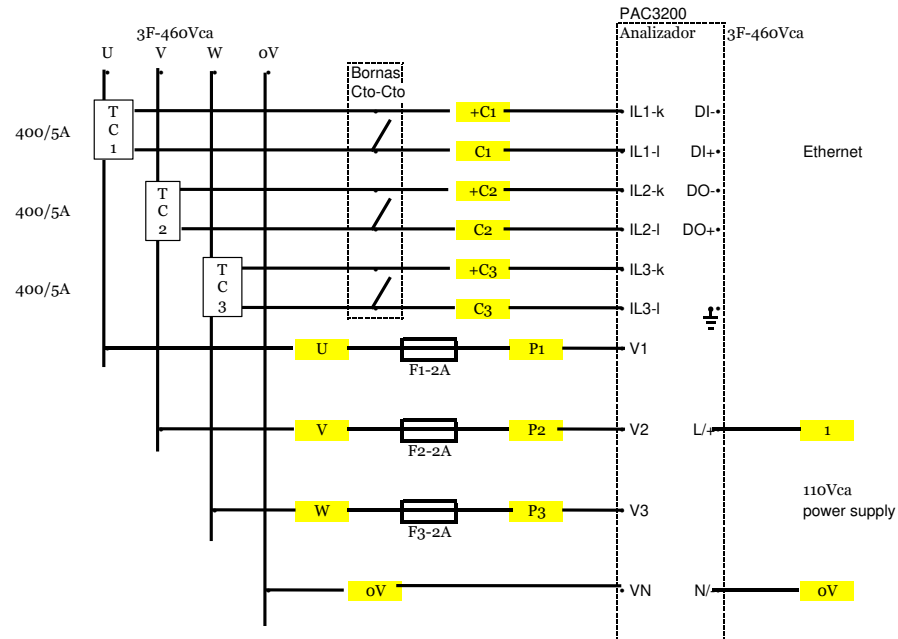 PAC3200
3F-460Vca
Analizador
3F-460Vca
U
V
W
0V
Bornas
Cto-Cto
T
C
1
400/5A
+C1
IL1-k
DI-
C1
IL1-l
DI+
Ethernet
T
C
2
400/5A
+C2
IL2-k
DO-
C2
IL2-l
DO+
T
C
3
400/5A
+C3
IL3-k
C3
IL3-l
U
F1-2A
P1
V1
V
F2-2A
P2
V2
L/+
1
110Vca
power supply
W
F3-2A
P3
V3
0V
VN
N/-
0V